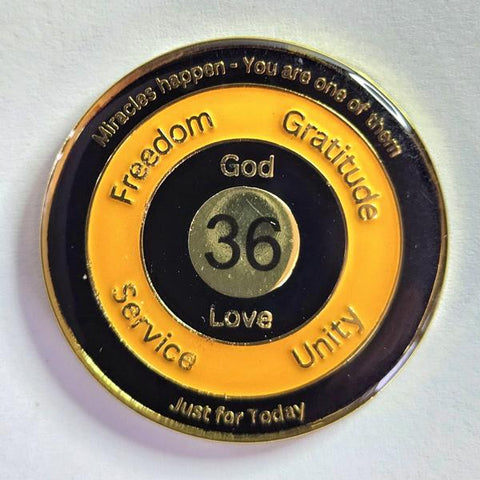 Miracles happen - You are one of them
Freedom
Gratitude
God
36
Love
Service
Unity
Just for Today